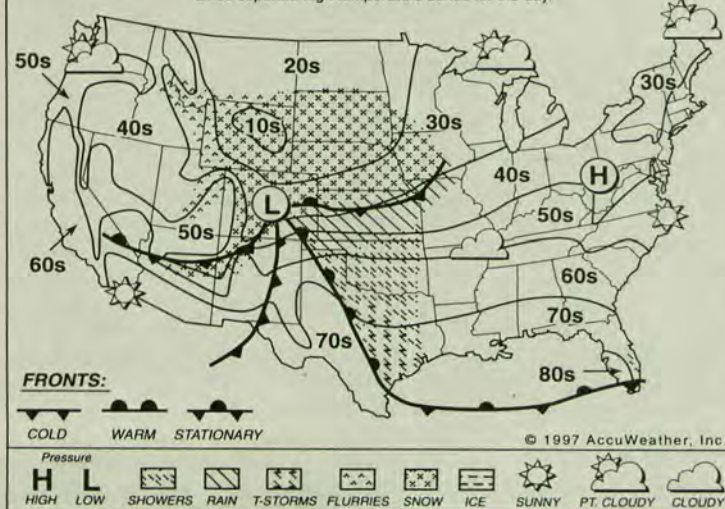 50s
20s
30s
10s
30s
40s
40s
H
L
50s
50s
60s
60s
70s
70s
80s
FRONTS:
COLD WARM STATIONARY
© 1997 AccuWeather, Inc.
Pressure
H L
HIGH LOW SHOWERS RAIN T-STORMS FLURRIES SNOW ICE SUNNY PT. CLOUDY CLOUDY